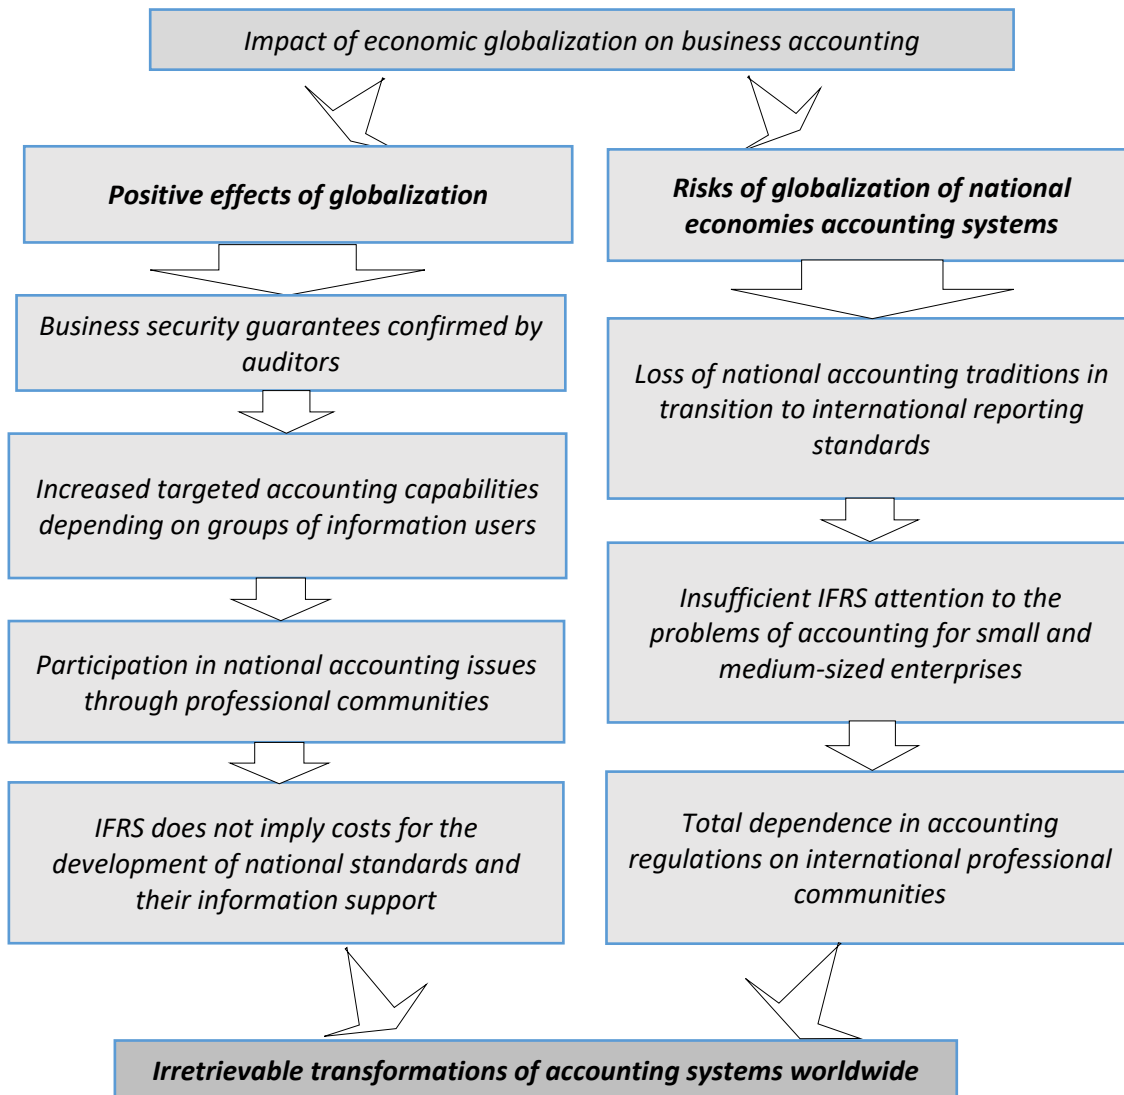 Impact of economic globalization on business accounting
Positive effects of globalization
Business security guarantees confirmed by
auditors
Increased targeted accounting capabilities
depending on groups of information users
Participation in national accounting issues
through professional communities
IFRS does not imply costs for the
development of national standards and
their information support
Risks of globalization of national
economies accounting systems
Loss of national accounting traditions in
transition to international reporting
standards
Insufficient IFRS attention to the
problems of accounting for small and
medium-sized enterprises
Total dependence in accounting
regulations on international professional
communities
Irretrievable transformations of accounting systems worldwide